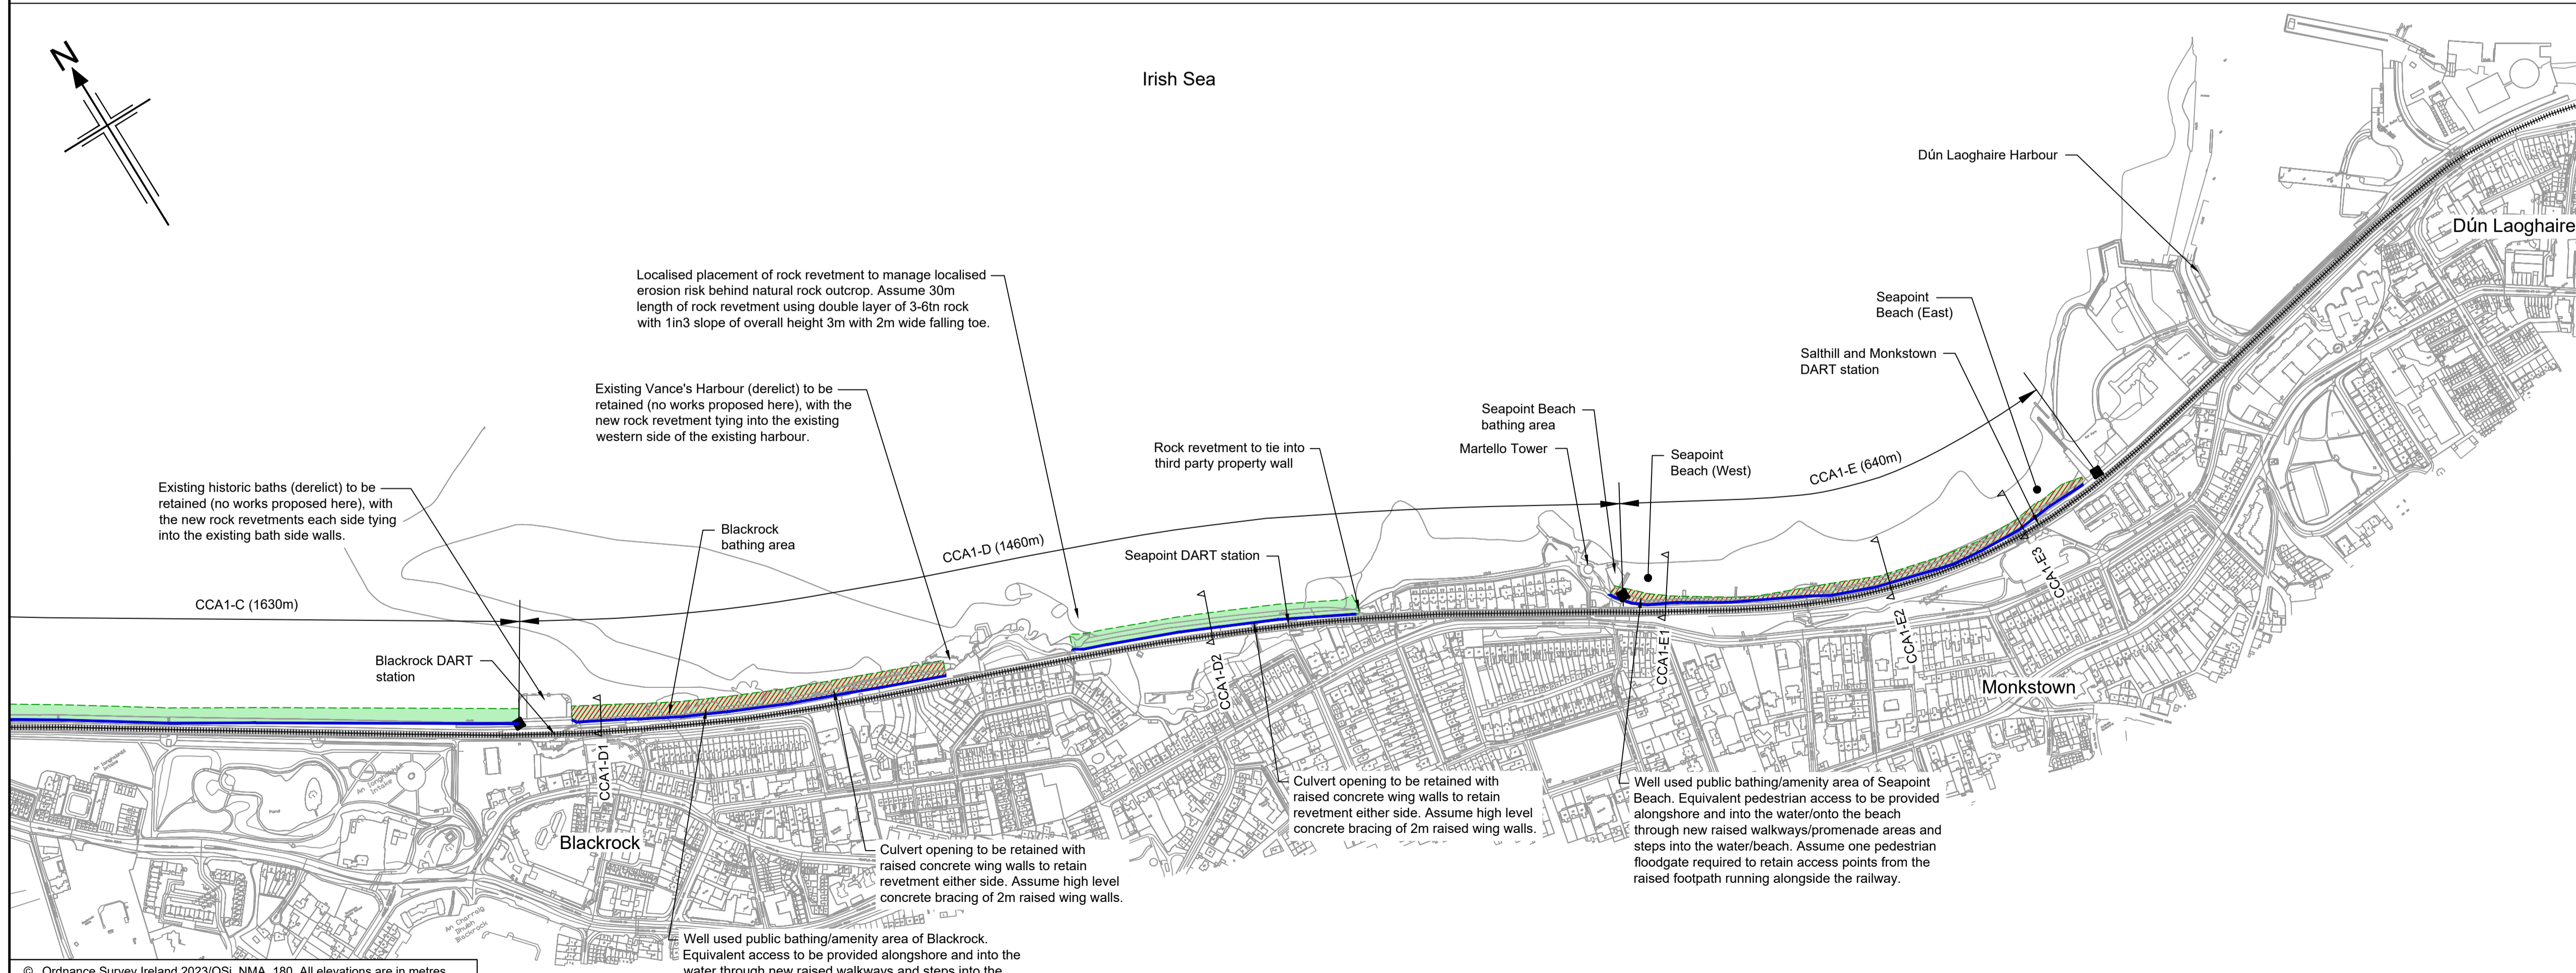 N
Irish Sea
Dún Laoghaire Harbour
Dún Laoghaire
Localised placement of rock revetment to manage localised
erosion risk behind natural rock outcrop. Assume 30m
length of rock revetment using double layer of 3-6tn rock
with 1in3 slope of overall height 3m with 2m wide falling toe.
Seapoint
Beach (East)
Salthill and Monkstown
DART station
Existing Vance's Harbour (derelict) to be
retained (no works proposed here), with the
new rock revetment tying into the existing
western side of the existing harbour.
Seapoint Beach
bathing area
Martello Tower
Rock revetment to tie into
third party property wall
Seapoint
Beach (West)
CCA1-E (640m)
Existing historic baths (derelict) to be
retained (no works proposed here), with
the new rock revetments each side tying
into the existing bath side walls.
Blackrock
bathing area
CCA1-D (1460m)
Seapoint DART station
CCA1-C (1630m)
Blackrock DART
station
CCA1-D1
CCA1-D2
CCA1-E1
CCA1-E2
CCA1-E3
Monkstown
Blackrock
Culvert opening to be retained with
raised concrete wing walls to retain
revetment either side. Assume high level
concrete bracing of 2m raised wing walls.
Culvert opening to be retained with
raised concrete wing walls to retain
revetment either side. Assume high level
concrete bracing of 2m raised wing walls.
Well used public bathing/amenity area of Seapoint
Beach. Equivalent pedestrian access to be provided
alongshore and into the water/onto the beach
through new raised walkways/promenade areas and
steps into the water/beach. Assume one pedestrian
floodgate required to retain access points from the
raised footpath running alongside the railway.
Well used public bathing/amenity area of Blackrock.
Equivalent access to be provided alongshore and into the
water through new raised walkways and steps into the
An Charraig
Dhubh
Blackrock
Pond
© Ordnance Survey Ireland 2023/OSi_NMA_180. All elevations are in metres